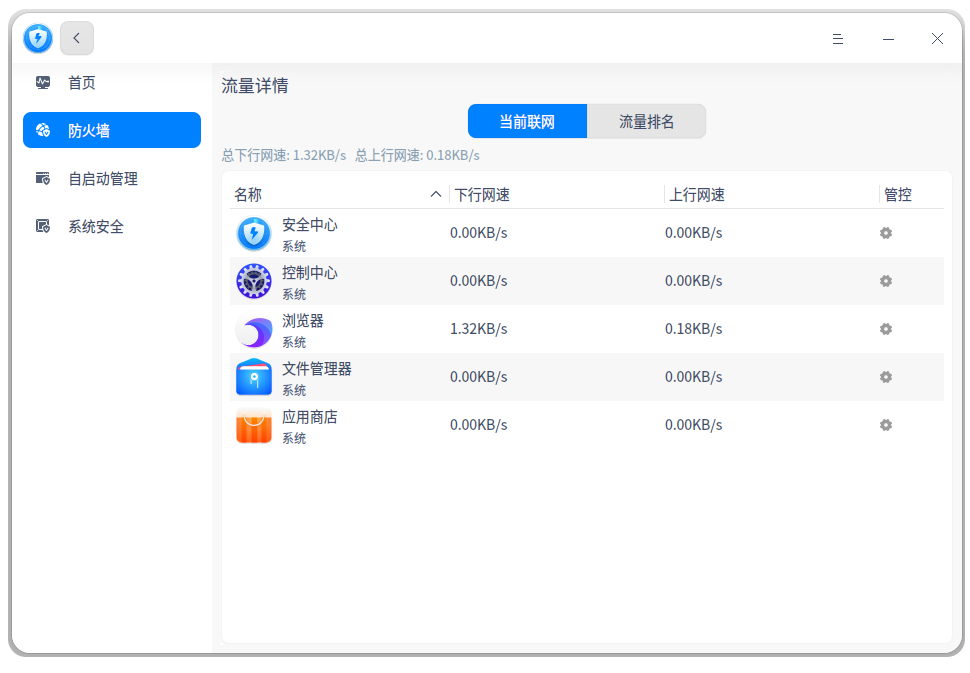 首页
防火墙
自启动管理
系统安全
流量详情
当前联网 流量排名
总下行网速: 1.32KB/s 总上行网速: 0.18KB/s
名称 下行网速 上行网速 管控
安全中心
系统
0.00KB/s 0.00KB/s
控制中心
系统
0.00KB/s 0.00KB/s
浏览器
系统
1.32KB/s 0.18KB/s
文件管理器
系统
0.00KB/s 0.00KB/s
应用商店
系统
0.00KB/s 0.00KB/s